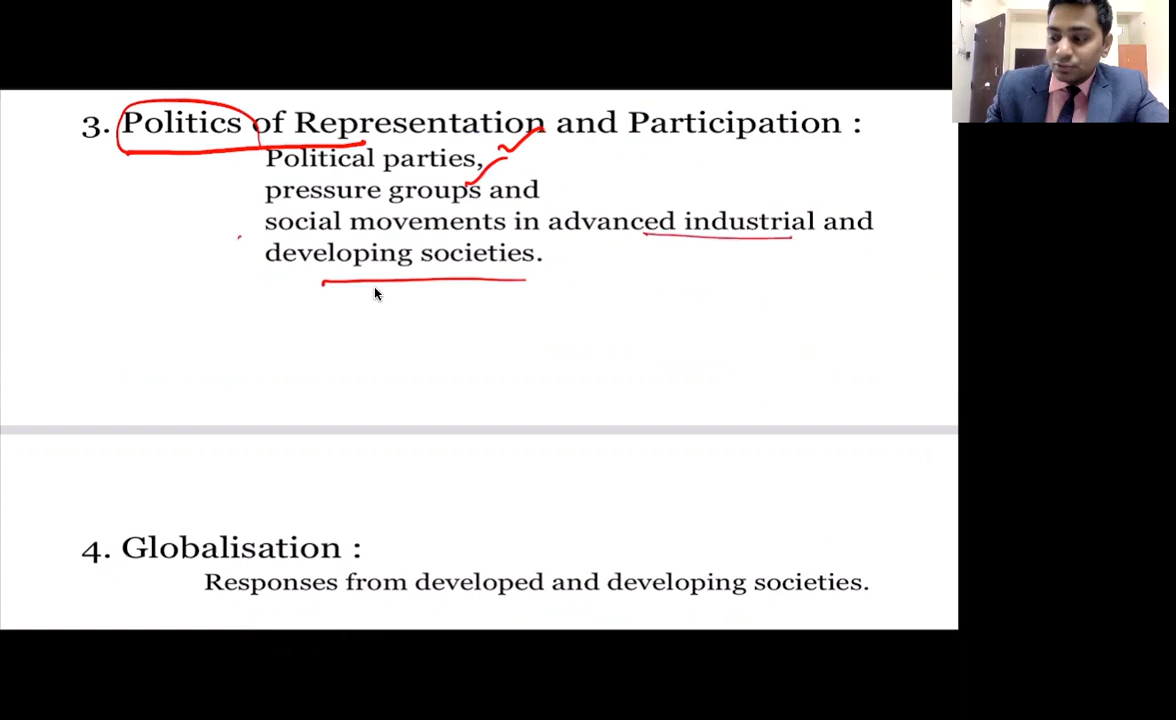 3. Politics of Representation and Participation :
Political parties,
pressure groups and
social movements in advanced industrial and
developing societies.
4. Globalisation :
Responses from developed and developing societies.